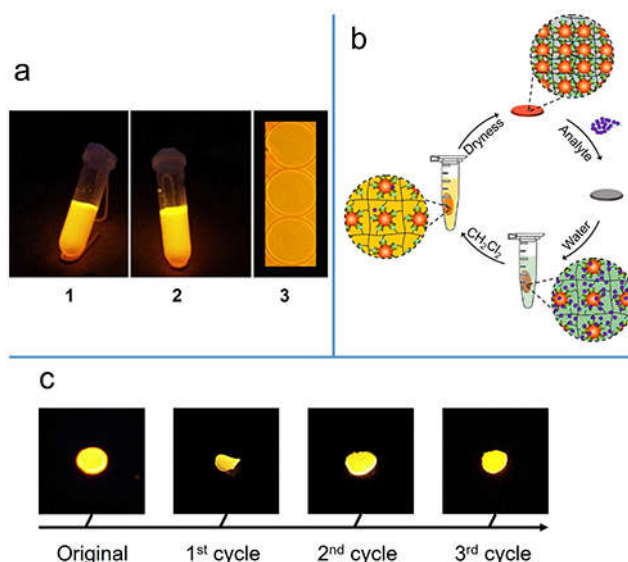 a
1
2
3
b
Dryness
Analyte
Water
CH₂Cl₂
c
Original
1st cycle
2nd cycle
3rd cycle